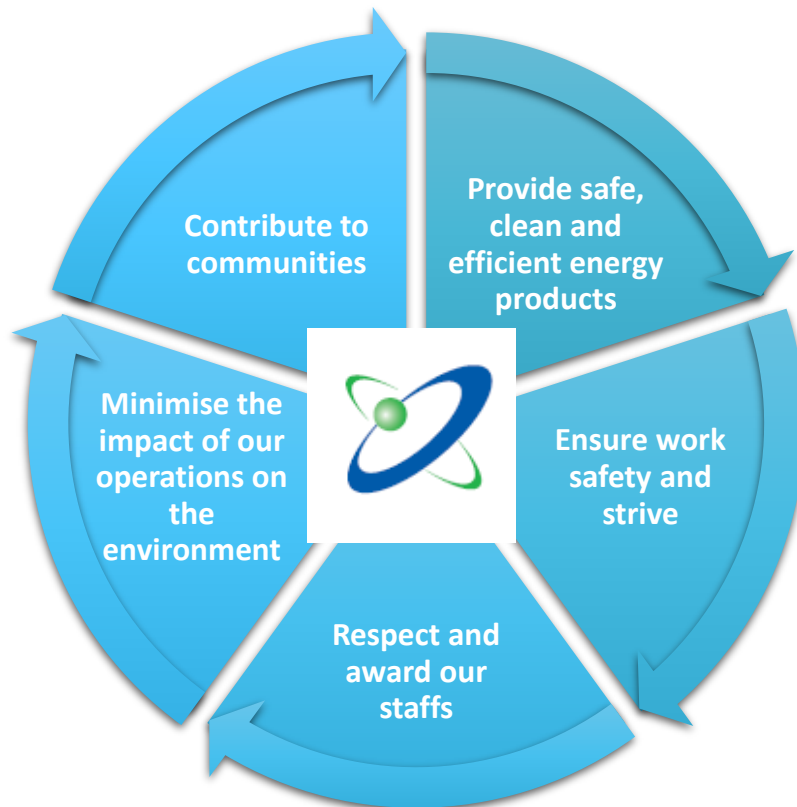 Provide safe,
clean and
efficient energy
products
Ensure work
safety and
strive
Respect and
award our
staffs
Minimise the
impact of our
operations on
the
environment
Contribute to
communities